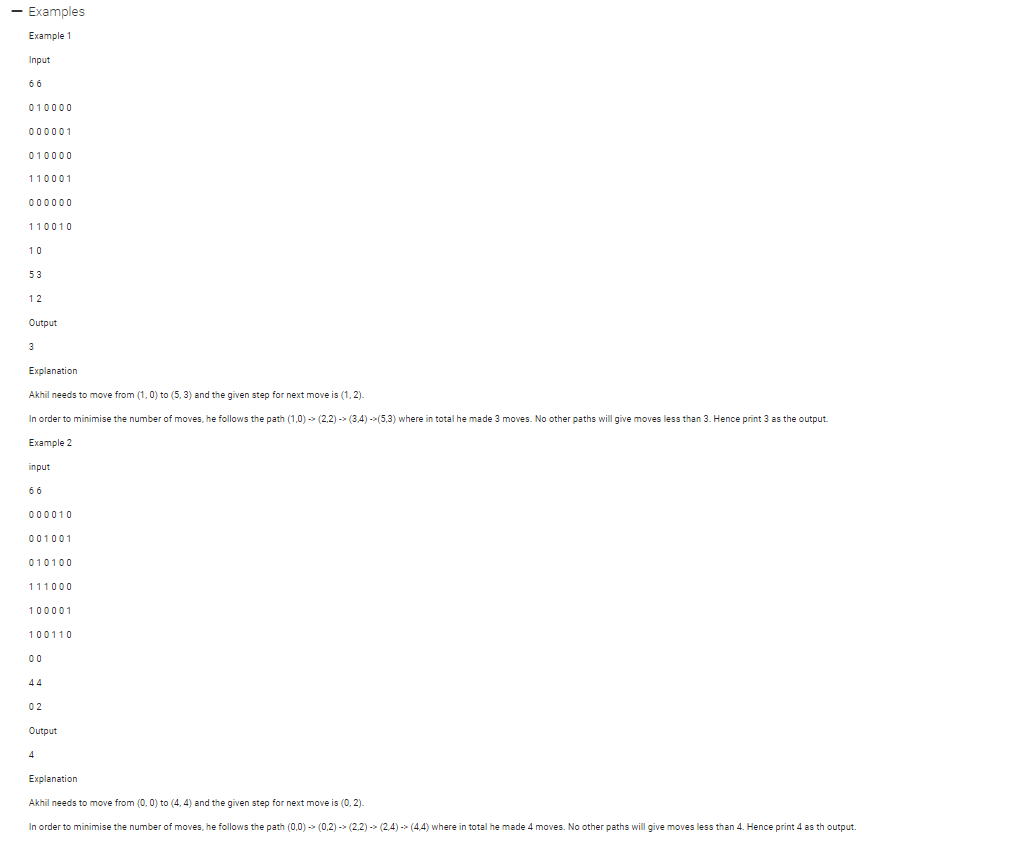 Examples
Example 1
Input
6 6
0 1 0 0 0 0
0 0 0 0 0 1
0 1 0 0 0 0
1 1 0 0 0 1
0 0 0 0 0 0
1 1 0 0 1 0
1 0
5 3
1 2
Output
3
Explanation
Akhil needs to move from (1, 0) to (5, 3) and the given step for next move is (1, 2).
In order to minimise the number of moves, he follows the path (1,0) -> (2,2) -> (3,4) ->(5,3) where in total he made 3 moves. No other paths will give moves less than 3. Hence print 3 as the output.
Example 2
input
6 6
0 0 0 0 1 0
0 0 1 0 0 1
0 1 0 1 0 0
1 1 1 0 0 0
1 0 0 0 0 1
1 0 0 1 1 0
0 0
4 4
0 2
Output
4
Explanation
Akhil needs to move from (0, 0) to (4, 4) and the given step for next move is (0, 2).
In order to minimise the number of moves, he follows the path (0,0) -> (0,2) -> (2,2) -> (2,4) -> (4,4) where in total he made 4 moves. No other paths will give moves less than 4. Hence print 4 as th output.